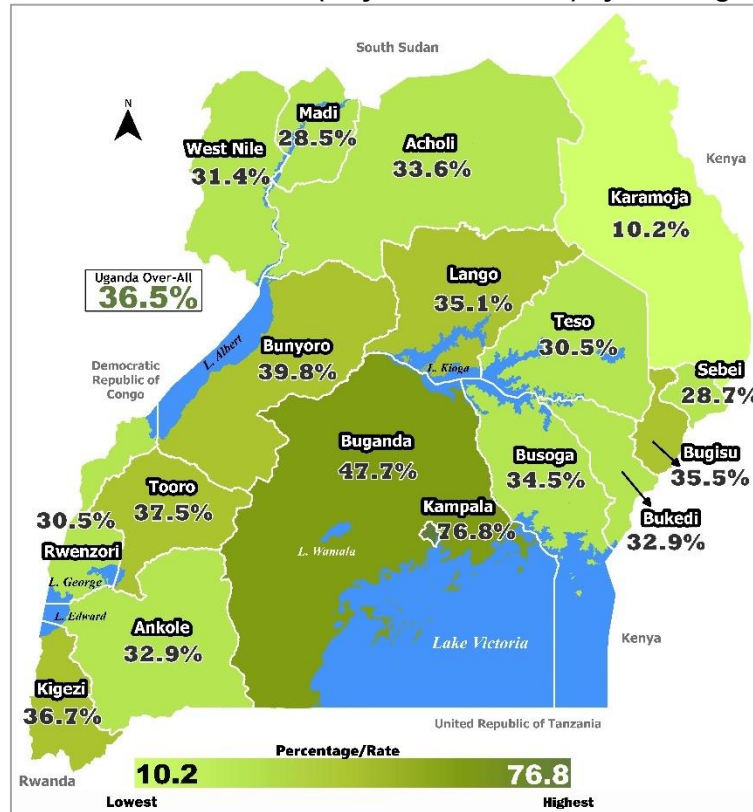 South Sudan
N
Madi
28.5%
West Nile
31.4%
Acholi
33.6%
Kenya
Karamoja
10.2%
Uganda Over-All
36.5%
Lango
35.1%
Teso
30.5%
L. Albert
Bunyoro
39.8%
L. Kioga
Democratic
Republic of
Congo
Sebei
28.7%
Buganda
47.7%
Busoga
34.5%
Bugisu
35.5%
Tooro
37.5%
Kampala
76.8%
Bukedi
32.9%
30.5%
Rwenzori
L. Wamala
L. George
L. Edward
Ankole
32.9%
Lake Victoria
Kenya
Kigezi
36.7%
United Republic of Tanzania
Percentage/Rate
10.2
76.8
Rwanda
Lowest
Highest